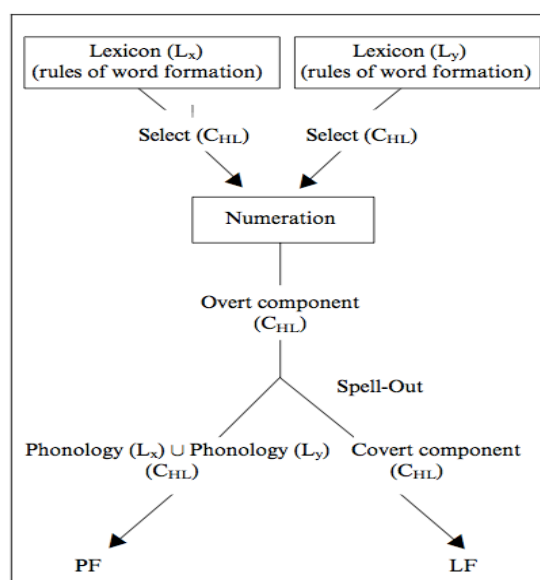 Lexicon (Lx)
(rules of word formation)
Lexicon (Ly)
(rules of word formation)
Select (CHL)
Select (CHL)
Numeration
Overt component
(CHL)
Spell-Out
Phonology (Lx) ∪ Phonology (Ly)
(CHL)
Covert component
(CHL)
PF
LF